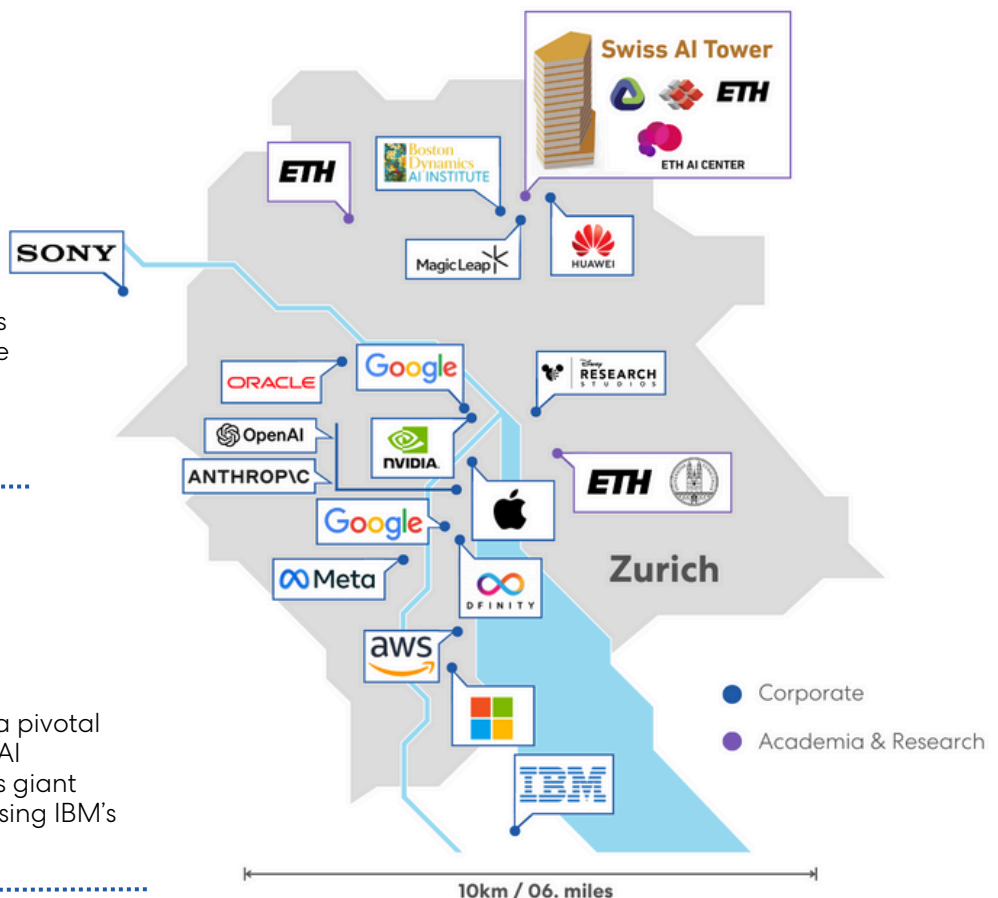 Swiss AI Tower
ETH
ETH AI CENTER
ETH
Boston
Dynamics
AI INSTITUTE
SONY
Magic Leap
HUAWEI
s
e
ORACLE
Google
Disney
RESEARCH
STUDIOS
OpenAI
NVIDIA.
ANTHROP\C
ETH
Google
Zurich
Meta
DFINITY
aws
Corporate
a pivotal
AI
Academia & Research
s giant
sing IBM's
IBM
10km / 06. miles